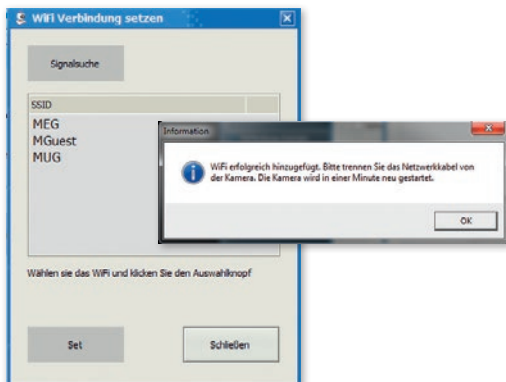 WiFi Verbindung setzen
Signalsuche
SSID
MEG
MGuest
MUG
Information
WiFi erfolgreich hinzugefügt. Bitte trennen Sie das Netzwerkkabel von
der Kamera. Die Kamera wird in einer Minute neu gestartet.
OK
Wählen sie das WiFi und klicken Sie den Auswahlknopf
Set
Schließen